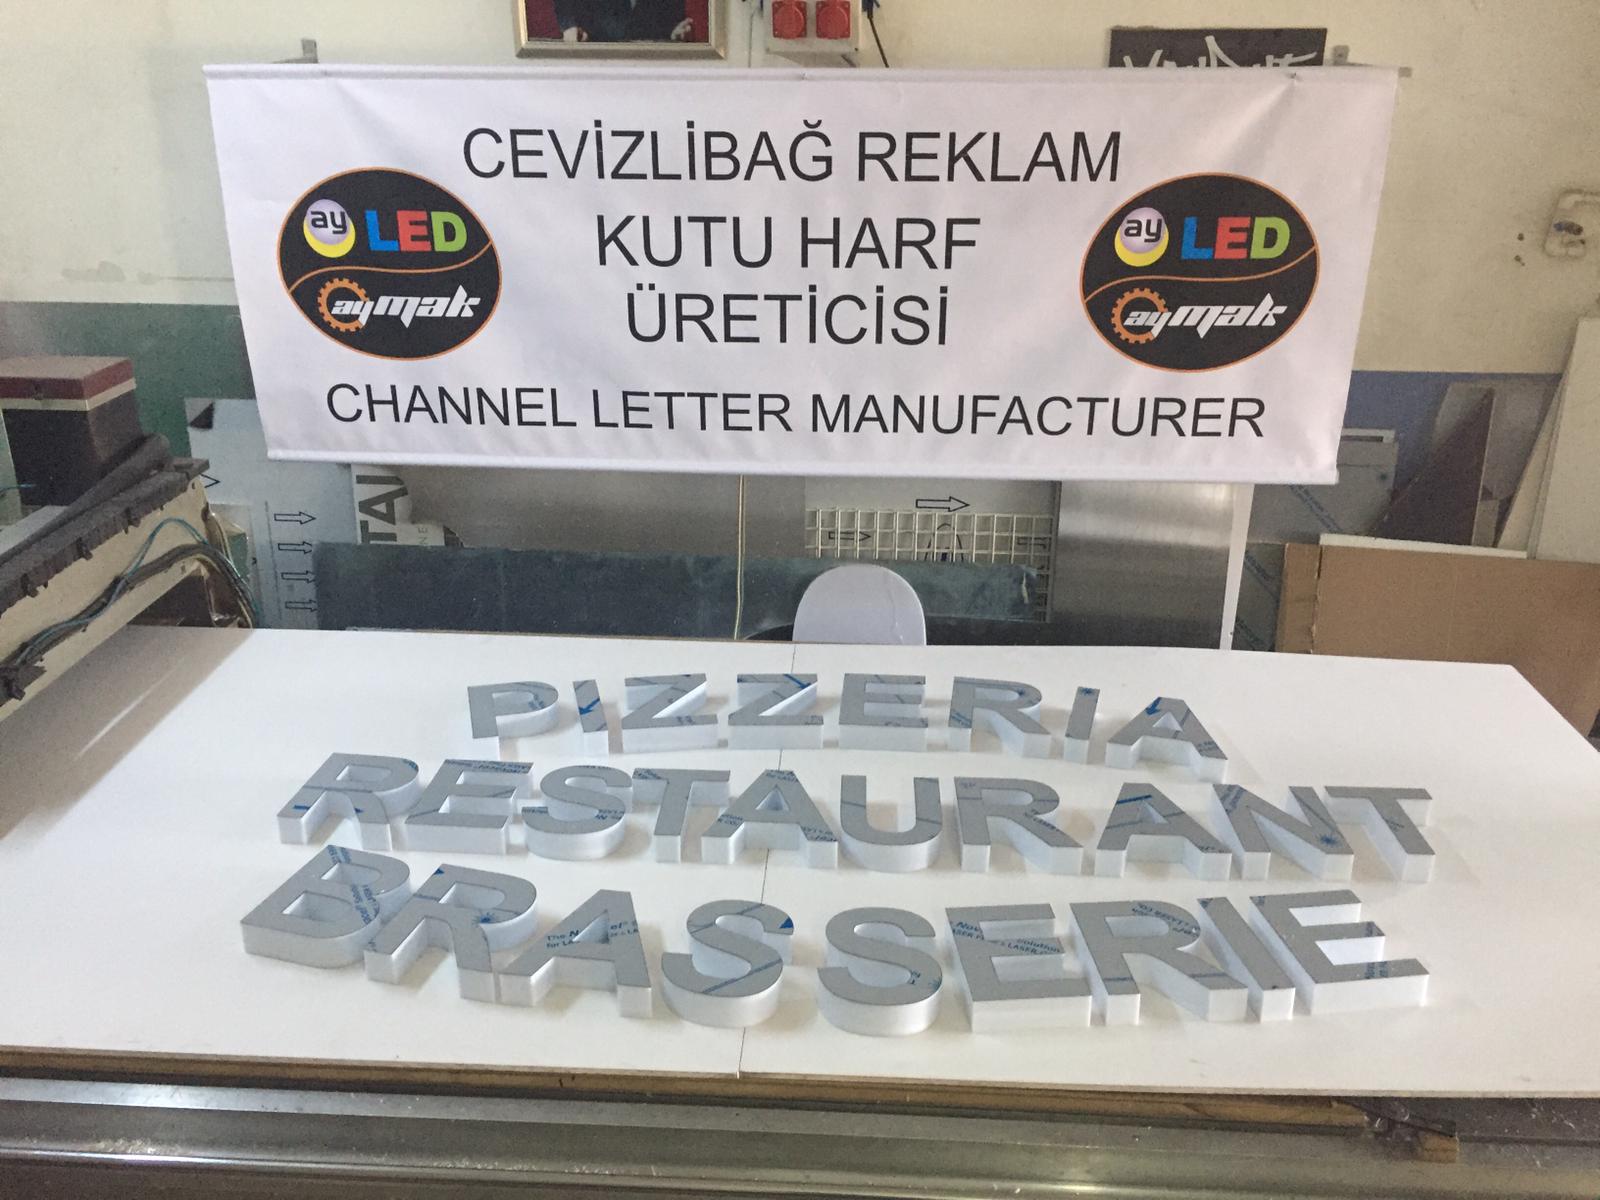 CEVİZLİBAĞ REKLAM
ay LED
aymak
KUTU HARF
ÜRETİCİSİ
ay LED
aymak
CHANNEL LETTER MANUFACTURER
PIZZERIA
RESTAURANT
BRASSERIE